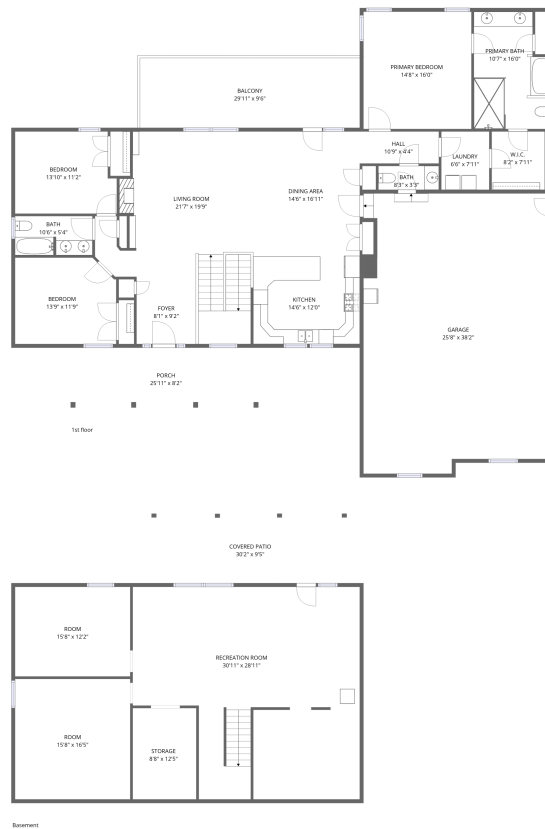 PRIMARY BATH
10'7" x 16'0"
PRIMARY BEDROOM
14'8" x 16'0"
BALCONY
29'11" x 9'6"
HALL
10'9" x 4'4"
LAUNDRY
6'6" x 7'11"
W.I.C.
8'2" x 7'11"
BEDROOM
13'10" x 11'2"
BATH
8'3" x 3'3"
LIVING ROOM
21'7" x 19'9"
DINING AREA
14'6" x 16'11"
BATH
10'6" x 5'4"
BEDROOM
13'9" x 11'9"
FOYER
8'1" x 9'2"
KITCHEN
14'6" x 12'0"
GARAGE
25'8" x 38'2"
PORCH
25'11" x 8'2"
1st floor
COVERED PATIO
30'2" x 9'5"
ROOM
15'8" x 12'2"
RECREATION ROOM
30'11" x 28'11"
ROOM
15'8" x 16'5"
STORAGE
8'8" x 12'5"
Basement